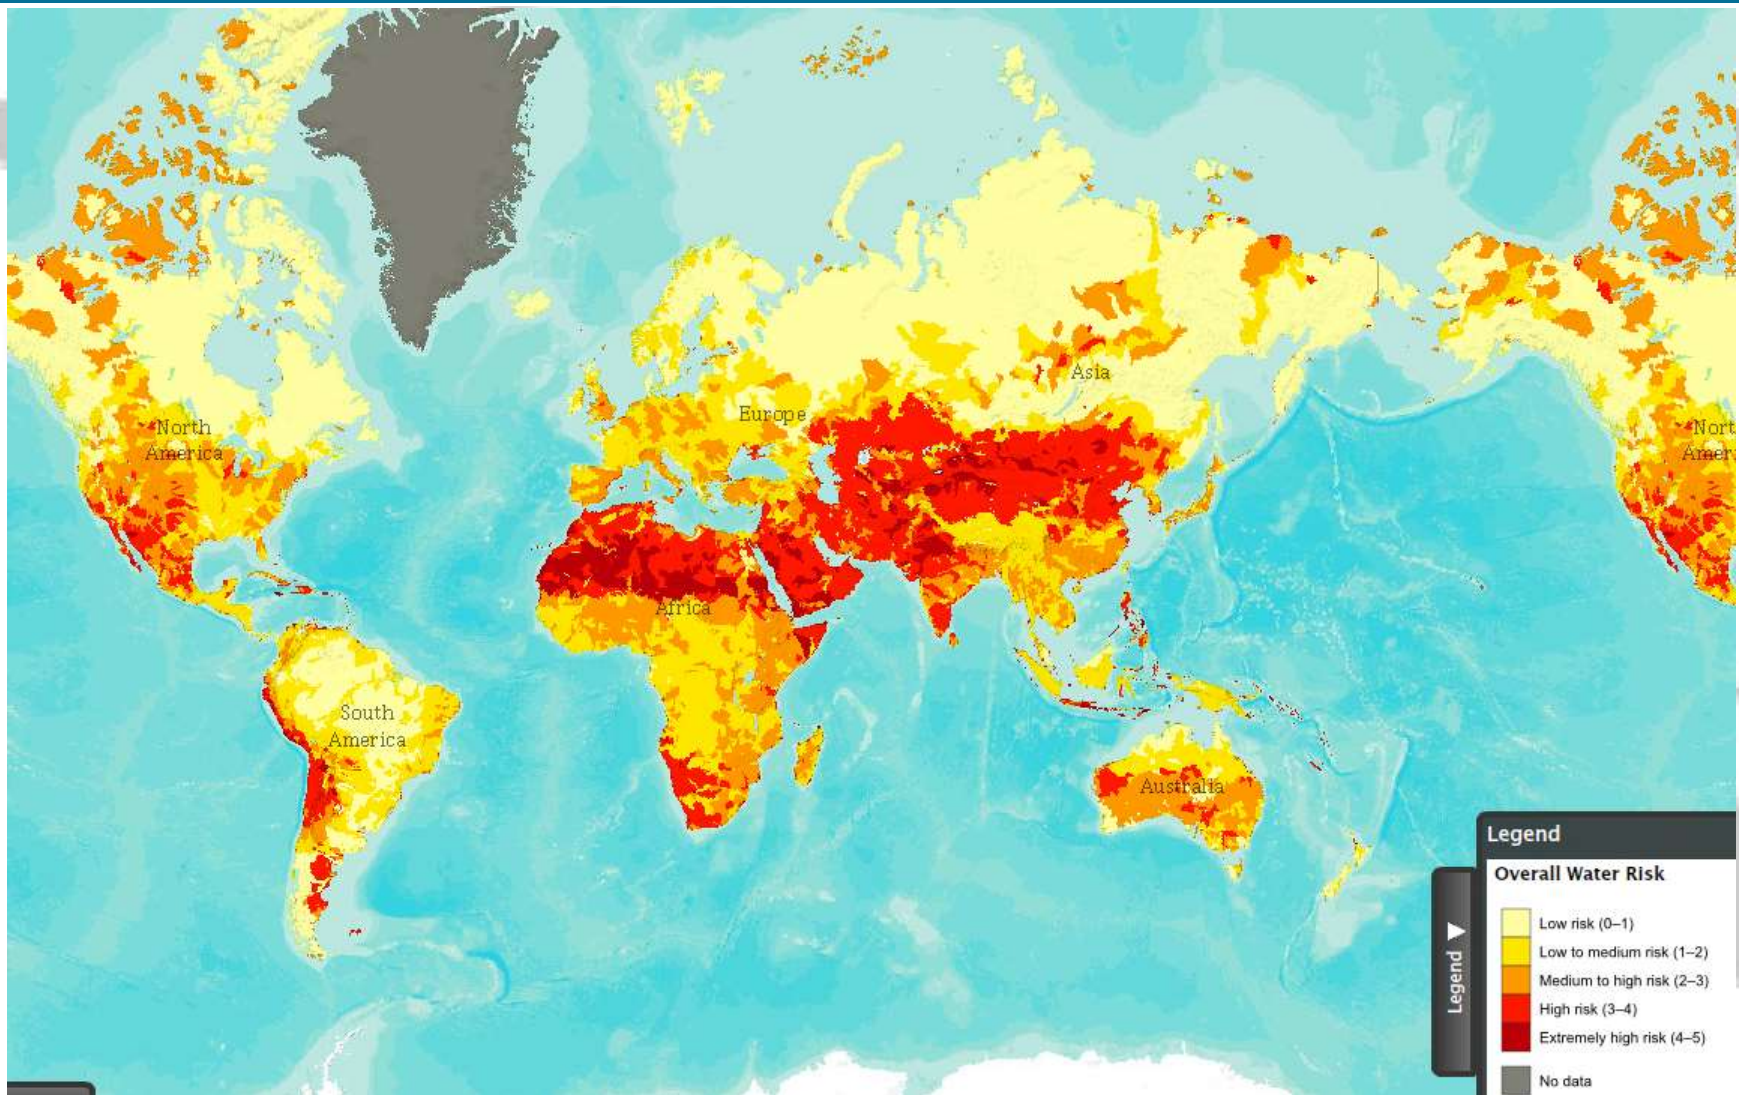 Asia
Europe
North
America
Nort
Amer
Africa
South
America
Australia
Legend
Overall Water Risk
Low risk (0–1)
Low to medium risk (1–2)
Medium to high risk (2–3)
High risk (3–4)
Extremely high risk (4–5)
No data
Legend